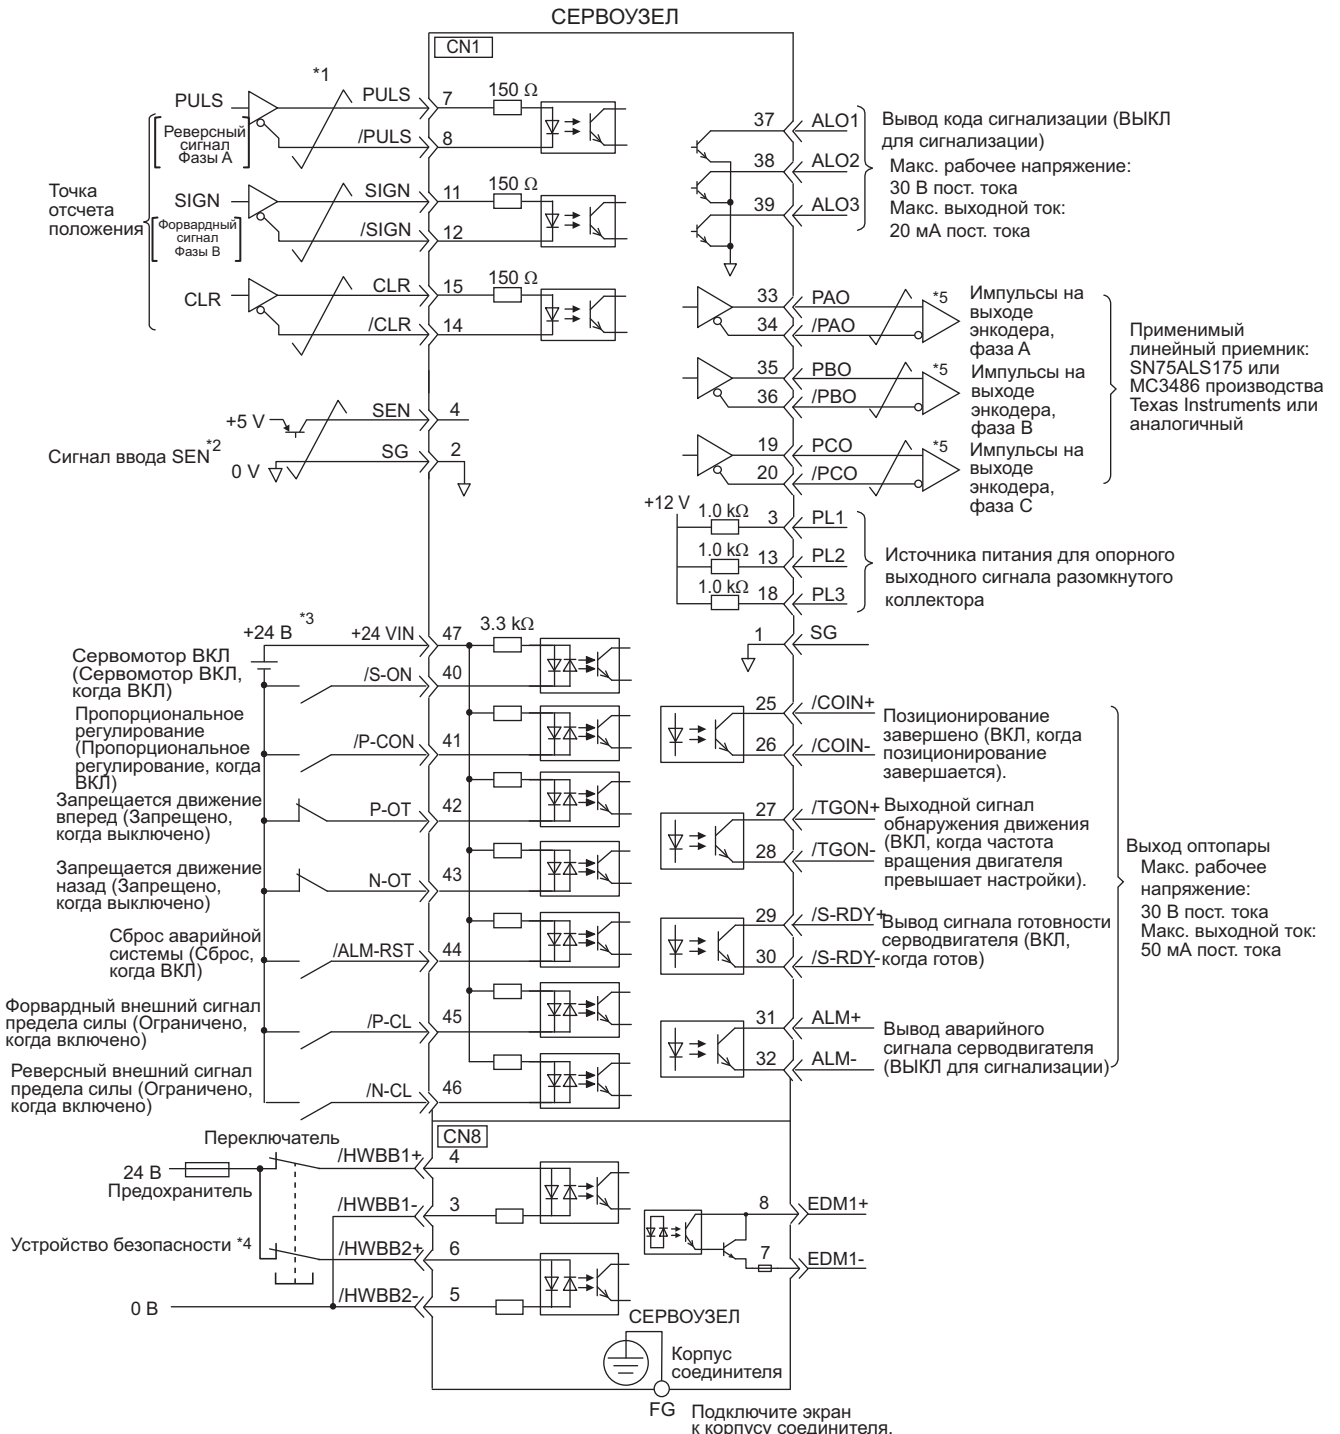 СЕРВОУЗЕЛ
CN1
*1
PULS
Реверсный
сигнал
Фазы А
PULS
7
150 Ω
/PULS
8
Точка
отсчета
положения
SIGN
Форвардный
сигнал
Фазы В
SIGN
11
150 Ω
/SIGN
12
CLR
CLR
15
150 Ω
/CLR
14
Сигнал ввода SEN*2
+5 V
SEN
4
0 V
SG
2
37
ALO1
38
ALO2
39
ALO3
Вывод кода сигнализации (ВЫКЛ
для сигнализации)
Макс. рабочее напряжение:
30 В пост. тока
Макс. выходной ток:
20 мА пост. тока
33
PAO
34
/PAO
*5
Импульсы на
выходе
энкодера,
фаза А
35
PBO
36
/PBO
*5
Импульсы на
выходе
энкодера,
фаза В
19
PCO
20
/PCO
*5
Импульсы на
выходе
энкодера,
фаза С
Применимый
линейный приемник:
SN75ALS175 или
MC3486 производства
Texas Instruments или
аналогичный
+12 V
1.0 kΩ
3
PL1
1.0 kΩ
13
PL2
1.0 kΩ
18
PL3
Источника питания для опорного
выходного сигнала разомкнутого
коллектора
1
SG
+24 В
*3
+24 VIN
47
3.3 kΩ
Сервомотор ВКЛ
(Сервомотор ВКЛ,
когда ВКЛ)
/S-ON
40
Пропорциональное
регулирование
(Пропорциональное
регулирование, когда
ВКЛ)
/P-CON
41
Запрещается движение
вперед (Запрещено,
когда выключено)
P-OT
42
Запрещается движение
назад (Запрещено,
когда выключено)
N-OT
43
Сброс аварийной
системы (Сброс,
когда ВКЛ)
/ALM-RST
44
Форвардный внешний сигнал
предела силы (Ограничено,
когда включено)
/P-CL
45
Реверсный внешний сигнал
предела силы (Ограничено,
когда включено)
/N-CL
46
25
/COIN+
26
/COIN-
Позиционирование
завершено (ВКЛ, когда
позиционирование
завершается).
27
/TGON+
28
/TGON-
Выходной сигнал
обнаружения движения
(ВКЛ, когда частота
вращения двигателя
превышает настройки).
29
/S-RDY+
30
/S-RDY-
Вывод сигнала готовности
серводвигателя (ВКЛ,
когда готов)
31
ALM+
32
ALM-
Вывод аварийного
сигнала серводвигателя
(ВЫКЛ для сигнализации)
Выход оптопары
Макс. рабочее
напряжение:
30 В пост. тока
Макс. выходной ток:
50 мА пост. тока
CN8
Переключатель
24 В
Предохранитель
/HWBB1+
4
/HWBB1-
3
Устройство безопасности *4
/HWBB2+
6
/HWBB2-
5
0 В
8
EDM1+
7
EDM1-
СЕРВОУЗЕЛ
Корпус
соединителя
FG
Подключите экран
к корпусу соединителя.